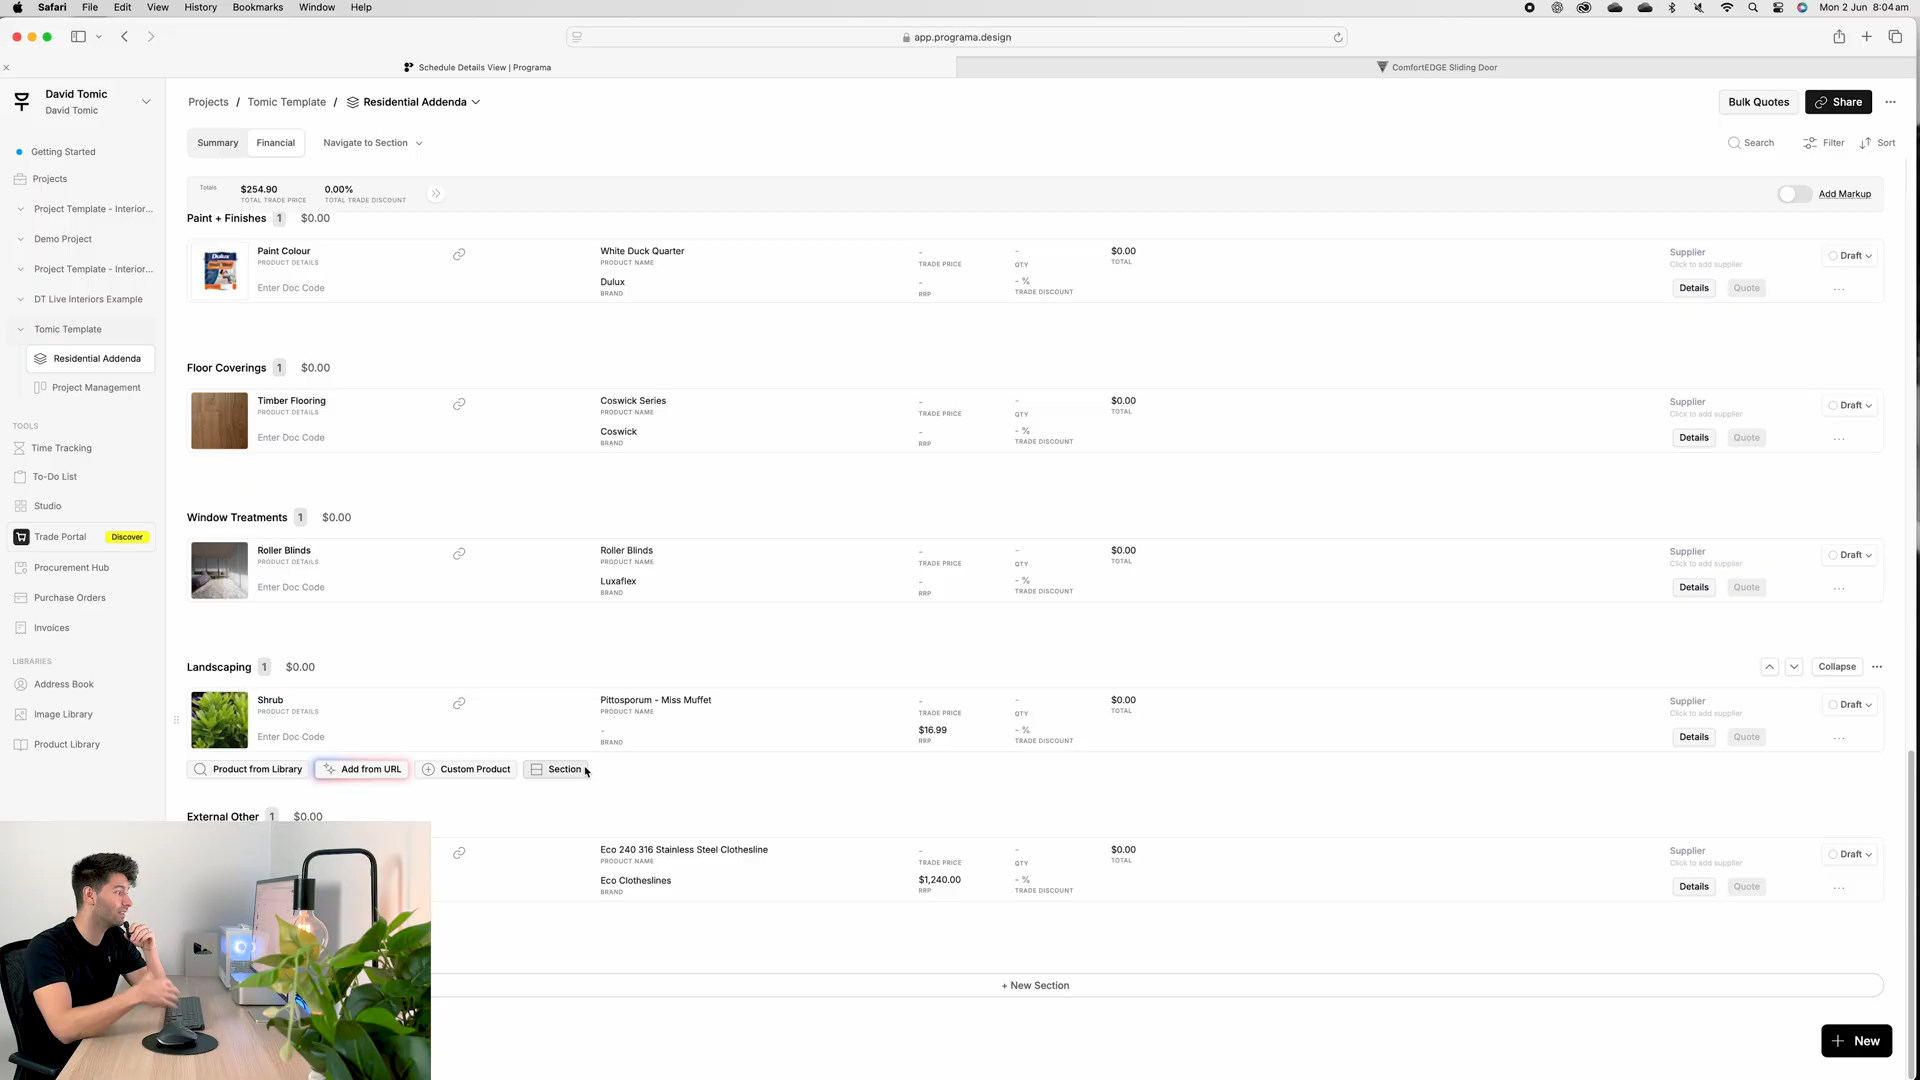 Safari File Edit View History Bookmarks Window Help Mon 2 Jun 8:04 am
app.programa.design
Schedule Details View | Programa
ComfortEDGE Sliding Door
David Tomic
David Tomic
Projects / Tomic Template / Residential Addenda
Bulk Quotes
Share
Summary
Financial
Navigate to Section
Search
Filter
Sort
Getting Started
Projects
Project Template - Interior...
Demo Project
Project Template - Interior...
DT Live Interiors Example
Tomic Template
Residential Addenda
Project Management
TOOLS
Time Tracking
To-Do List
Studio
Trade Portal
Discover
Procurement Hub
Purchase Orders
Invoices
LIBRARIES
Address Book
Image Library
Product Library
Totals
$254.90
TOTAL TRADE PRICE
0.00%
TOTAL TRADE DISCOUNT
Add Markup
Paint + Finishes 1 $0.00
Dulux
Paint Colour
PRODUCT DETAILS
Enter Doc Code
White Duck Quarter
PRODUCT NAME
Dulux
BRAND
-
TRADE PRICE
-
RRP
-
QTY
- %
TRADE DISCOUNT
$0.00
TOTAL
Supplier
Click to add supplier
Details
Quote
Draft
...
Floor Coverings 1 $0.00
Timber Flooring
PRODUCT DETAILS
Enter Doc Code
Coswick Series
PRODUCT NAME
Coswick
BRAND
-
TRADE PRICE
-
RRP
-
QTY
- %
TRADE DISCOUNT
$0.00
TOTAL
Supplier
Click to add supplier
Details
Quote
Draft
...
Window Treatments 1 $0.00
Roller Blinds
PRODUCT DETAILS
Enter Doc Code
Roller Blinds
PRODUCT NAME
Luxaflex
BRAND
-
TRADE PRICE
-
RRP
-
QTY
- %
TRADE DISCOUNT
$0.00
TOTAL
Supplier
Click to add supplier
Details
Quote
Draft
...
Landscaping 1 $0.00
Collapse
Shrub
PRODUCT DETAILS
Enter Doc Code
Pittosporum - Miss Muffet
PRODUCT NAME
-
BRAND
-
TRADE PRICE
$16.99
RRP
-
QTY
- %
TRADE DISCOUNT
$0.00
TOTAL
Supplier
Click to add supplier
Details
Quote
Draft
...
Product from Library
Add from URL
Custom Product
Section
External Other 1 $0.00
Eco 240 316 Stainless Steel Clothesline
PRODUCT NAME
Eco Clotheslines
BRAND
-
TRADE PRICE
$1,240.00
RRP
-
QTY
- %
TRADE DISCOUNT
$0.00
TOTAL
Supplier
Click to add supplier
Details
Quote
Draft
...
+ New Section
+ New